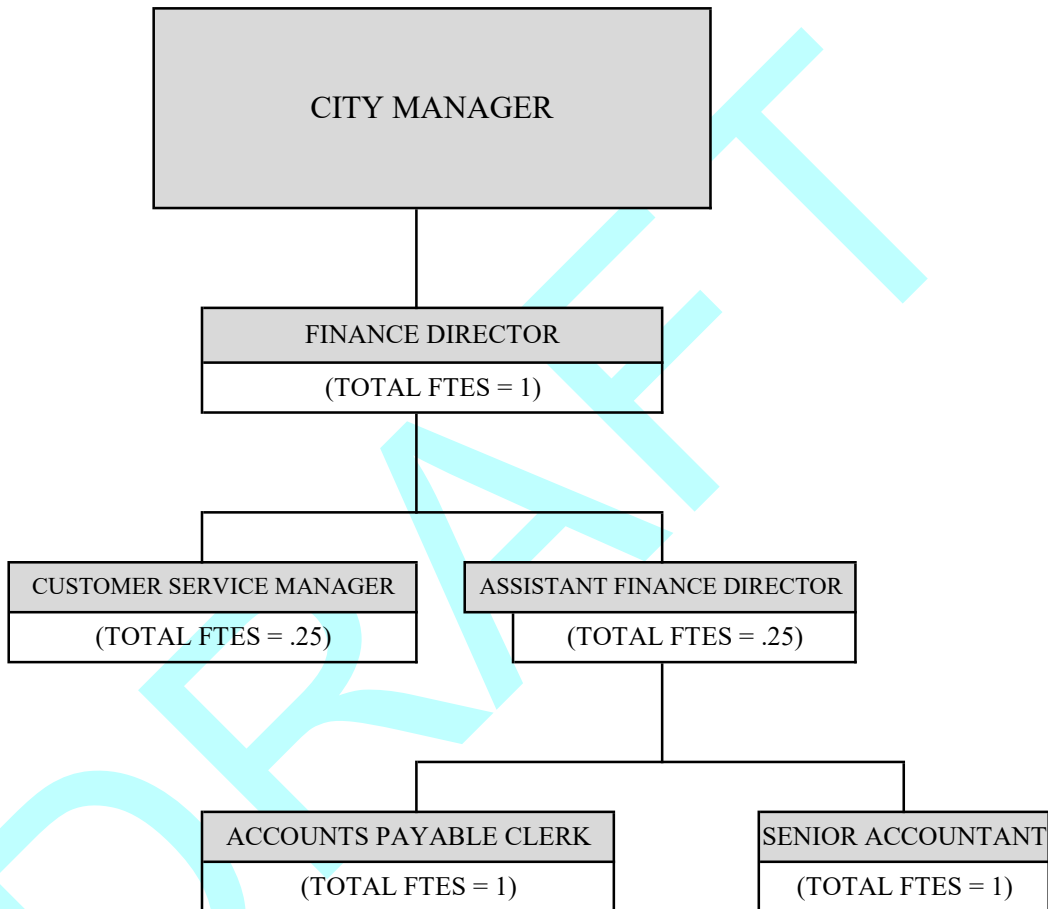 CITY MANAGER
FINANCE DIRECTOR
(TOTAL FTES = 1)
CUSTOMER SERVICE MANAGER
ASSISTANT FINANCE DIRECTOR
(TOTAL FTES = .25)
(TOTAL FTES = .25)
ACCOUNTS PAYABLE CLERK
SENIOR ACCOUNTANT
(TOTAL FTES = 1)
(TOTAL FTES = 1)
DRAFT